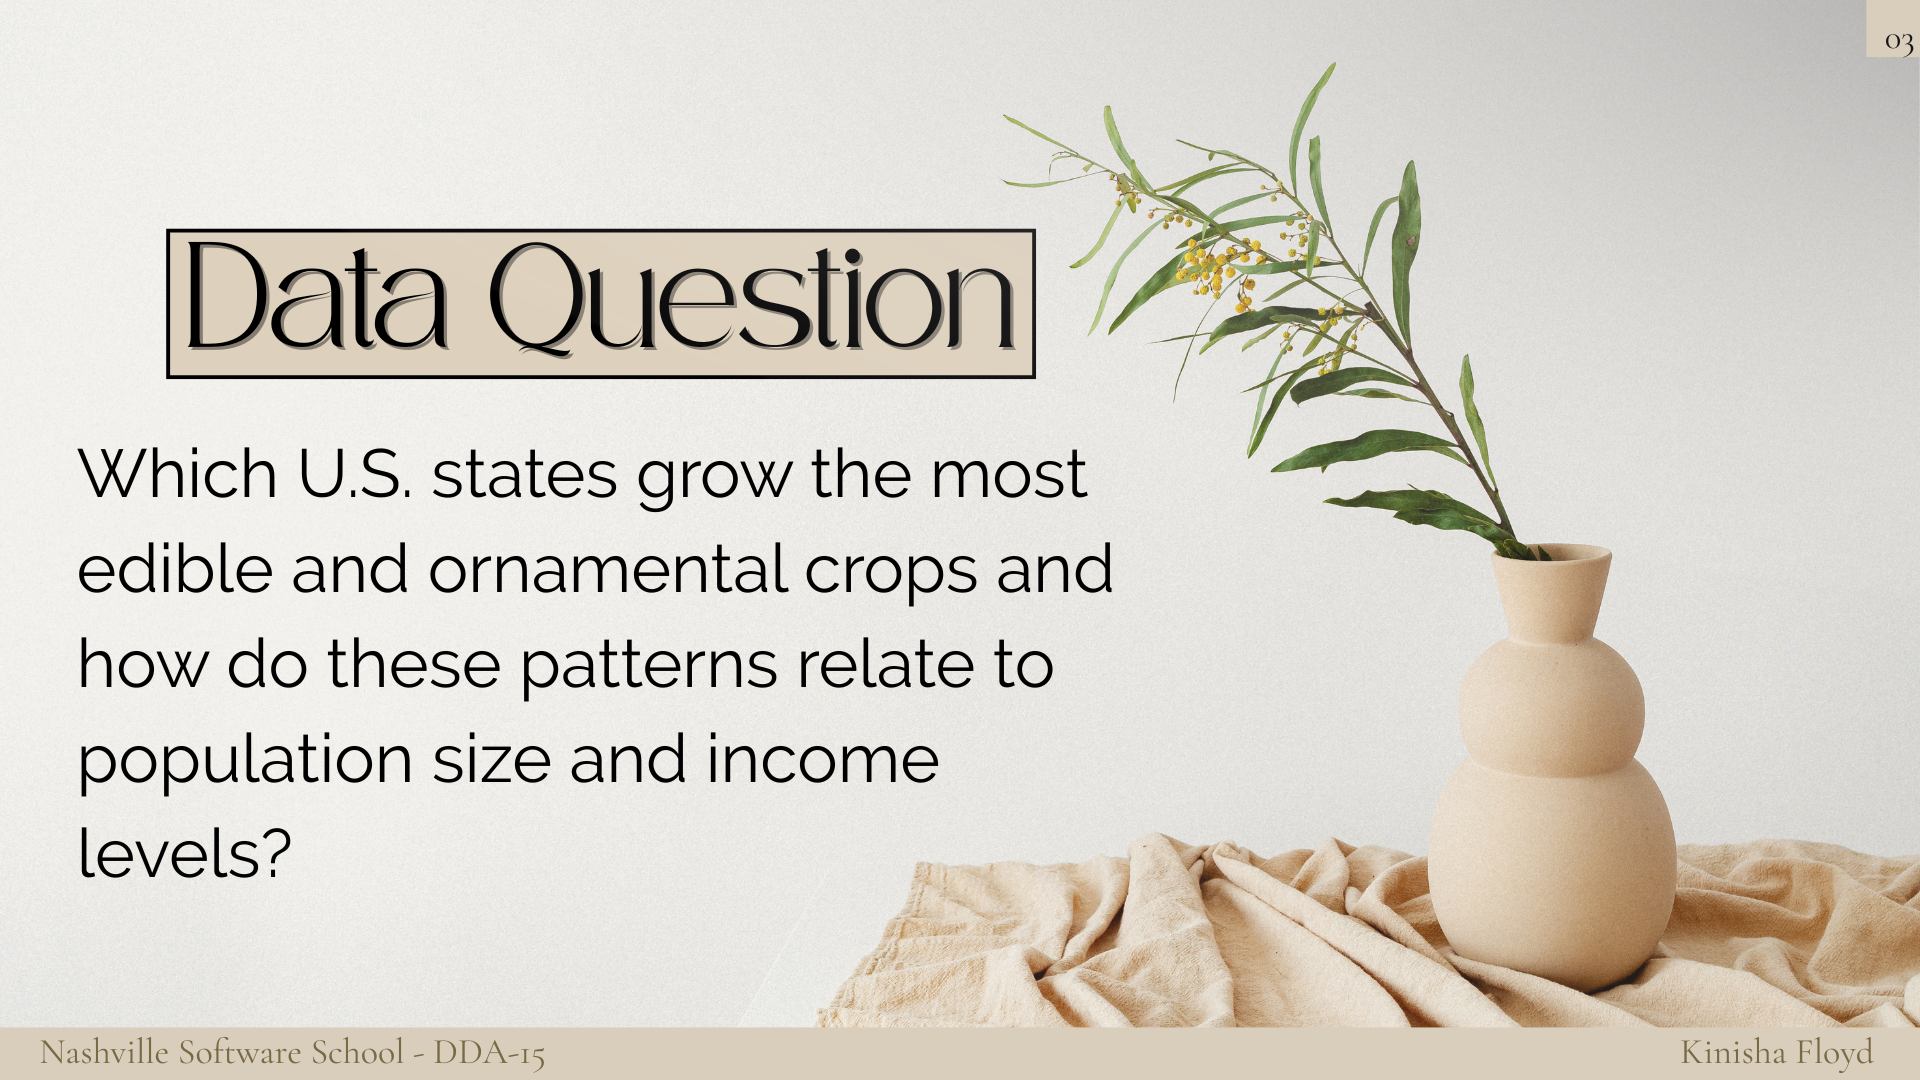 03
Data Question
Which U.S. states grow the most
edible and ornamental crops and
how do these patterns relate to
population size and income
levels?
Nashville Software School - DDA-15
Kinisha Floyd